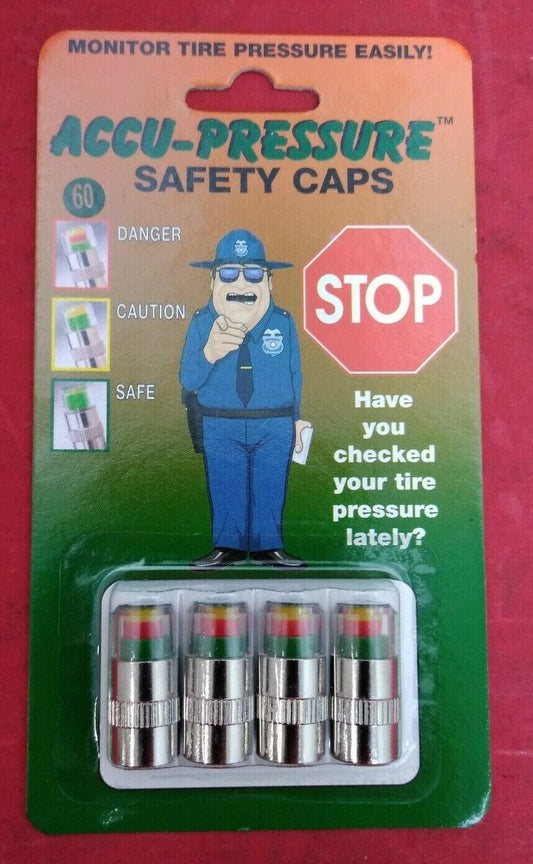 MONITOR TIRE PRESSURE EASILY!
ACCU-PRESSURE™
SAFETY CAPS
60
DANGER
CAUTION
SAFE
STOP
Have
you
checked
your tire
pressure
lately?